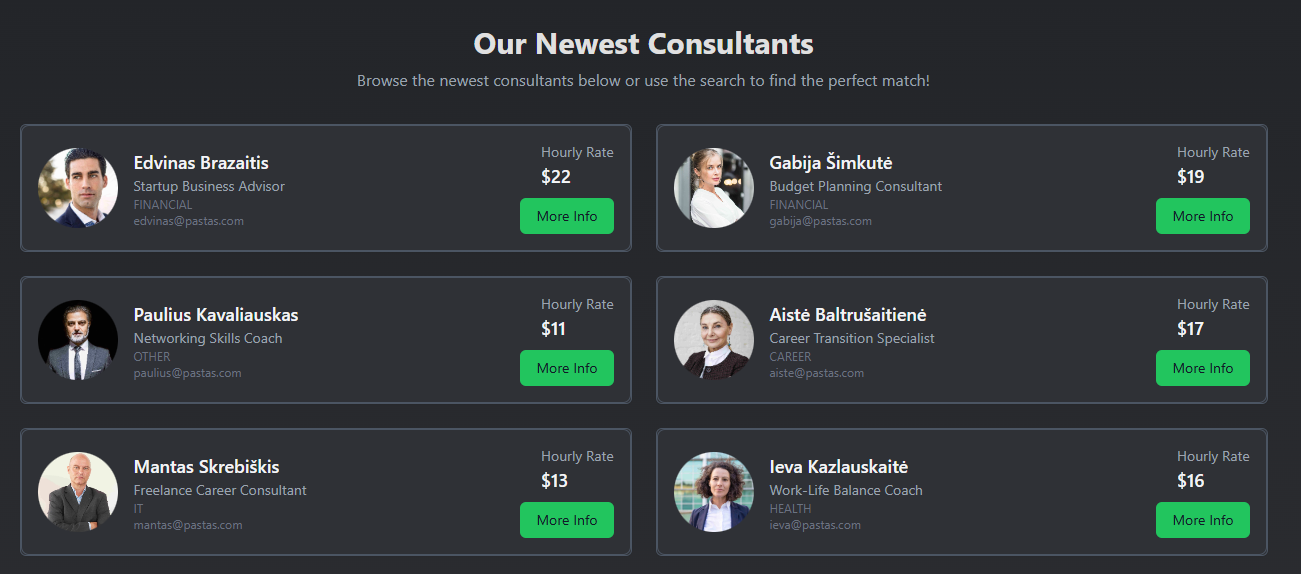 Our Newest Consultants
Browse the newest consultants below or use the search to find the perfect match!
Edvinas Brazaitis
Startup Business Advisor
FINANCIAL
edvinas@pastas.com
Hourly Rate
$22
More Info
Gabija Šimkutė
Budget Planning Consultant
FINANCIAL
gabija@pastas.com
Hourly Rate
$19
More Info
Paulius Kavaliauskas
Networking Skills Coach
OTHER
paulius@pastas.com
Hourly Rate
$11
More Info
Aistė Baltrušaitienė
Career Transition Specialist
CAREER
aiste@pastas.com
Hourly Rate
$17
More Info
Mantas Skrebiškis
Freelance Career Consultant
IT
mantas@pastas.com
Hourly Rate
$13
More Info
Ieva Kazlauskaitė
Work-Life Balance Coach
HEALTH
ieva@pastas.com
Hourly Rate
$16
More Info